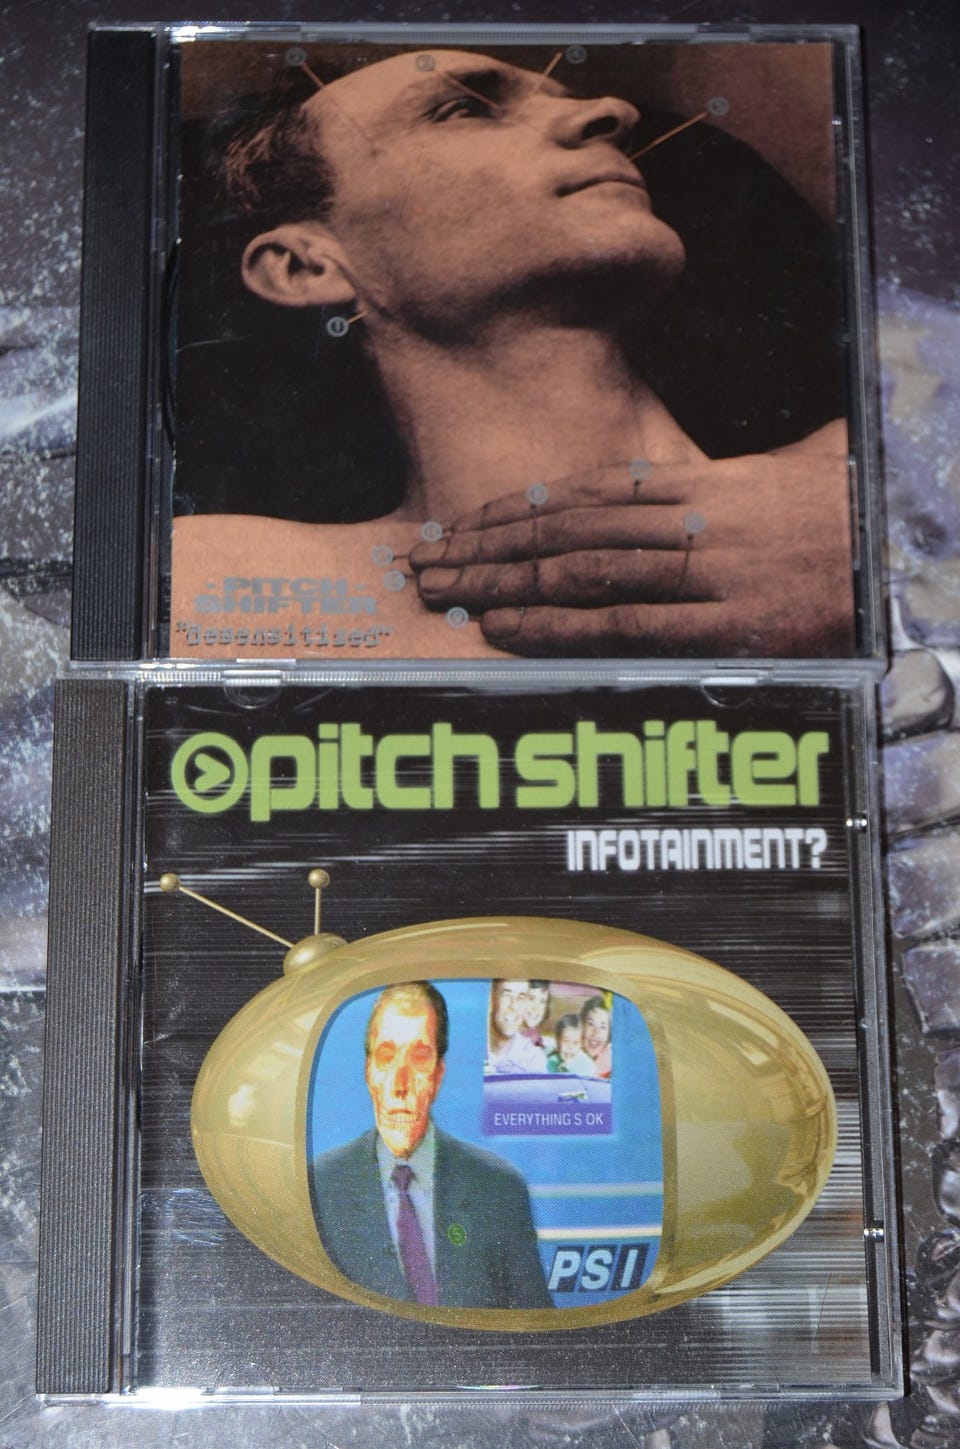 - PITCH -
SHIFTER
"desensitized"
pitch shifter
INFOTAINMENT?
EVERYTHING'S OK
PSI